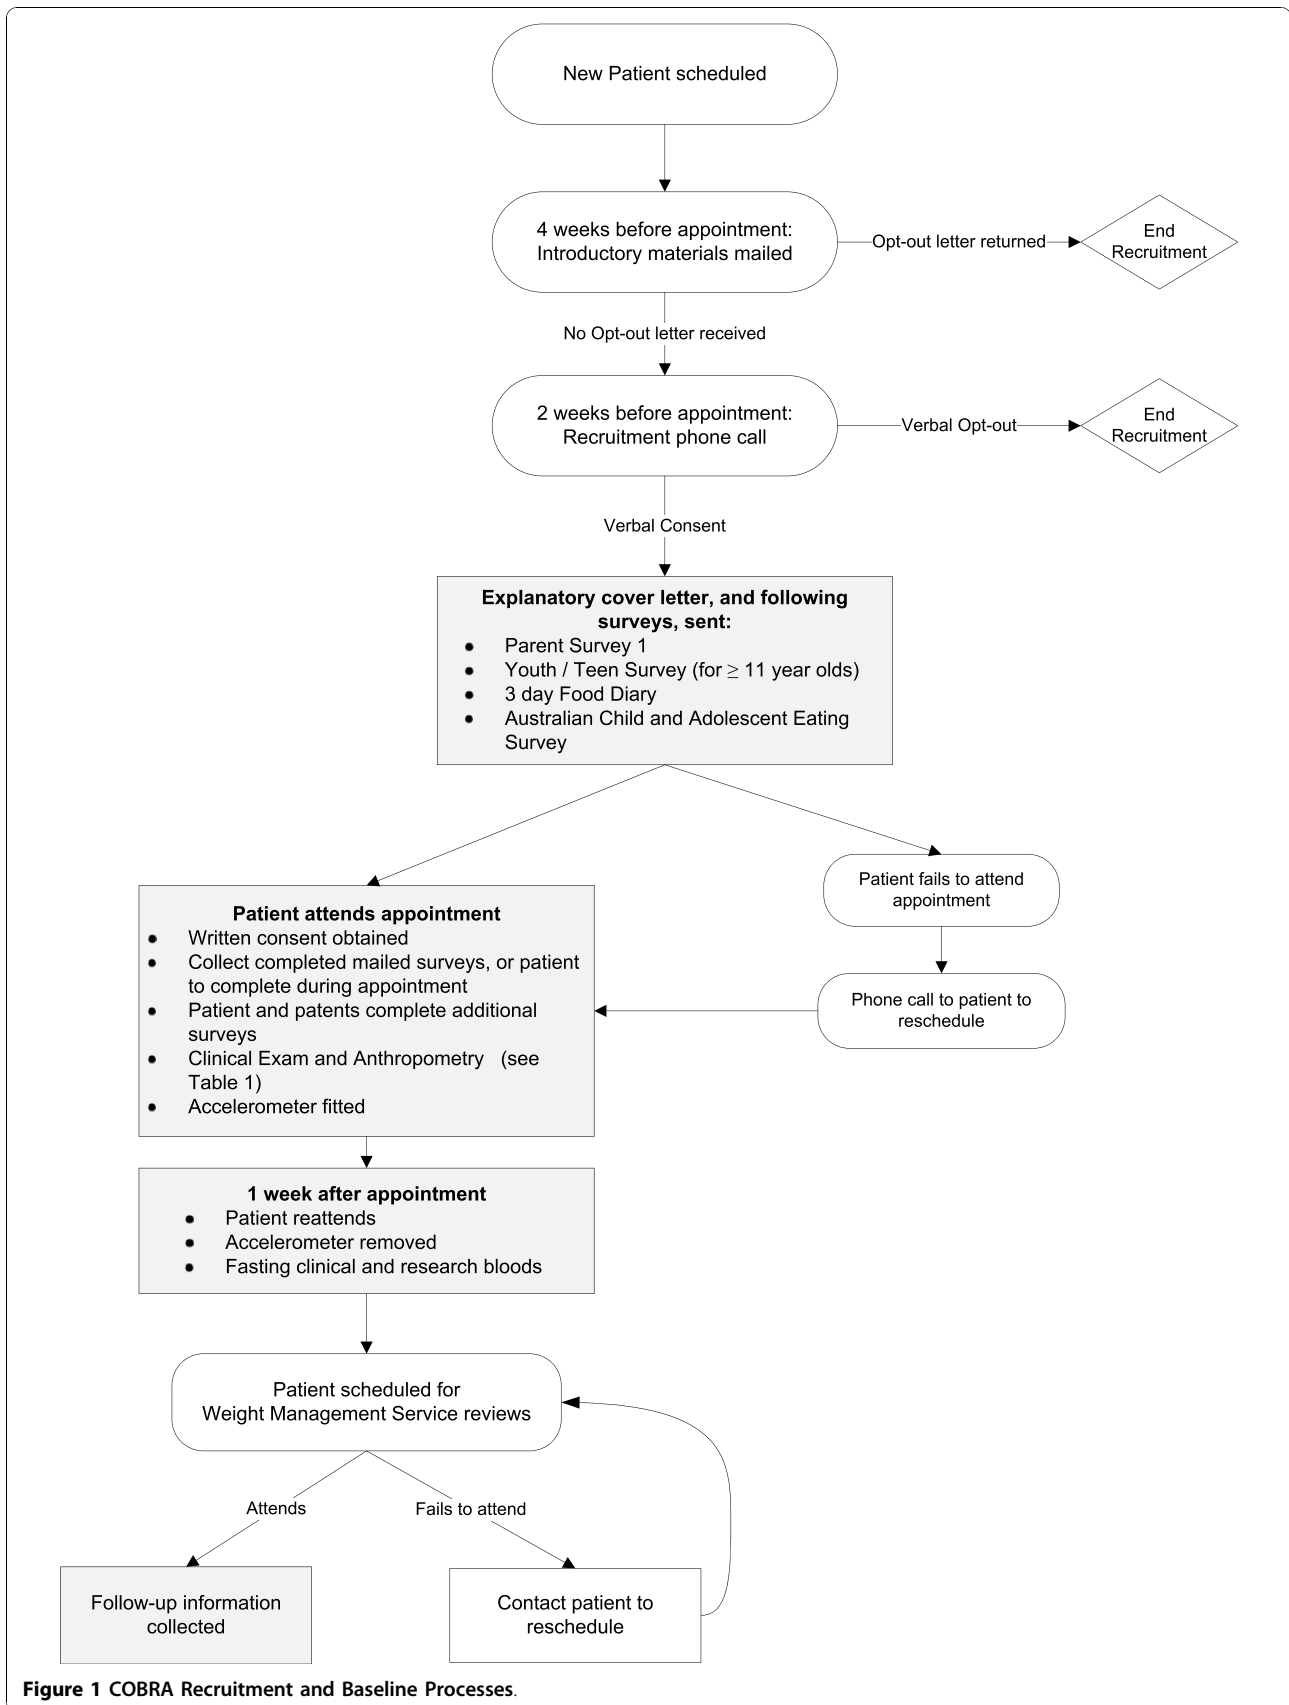 New Patient scheduled
4 weeks before appointment:
Introductory materials mailed
Opt-out letter returned
End
Recruitment
No Opt-out letter received
2 weeks before appointment:
Recruitment phone call
Verbal Opt-out
End
Recruitment
Verbal Consent
Explanatory cover letter, and following
surveys, sent:
● Parent Survey 1
● Youth / Teen Survey (for ≥ 11 year olds)
● 3 day Food Diary
● Australian Child and Adolescent Eating
Survey
Patient fails to attend
appointment
Phone call to patient to
reschedule
Patient attends appointment
● Written consent obtained
● Collect completed mailed surveys, or patient
to complete during appointment
● Patient and patents complete additional
surveys
● Clinical Exam and Anthropometry (see
Table 1)
● Accelerometer fitted
1 week after appointment
● Patient reattends
● Accelerometer removed
● Fasting clinical and research bloods
Patient scheduled for
Weight Management Service reviews
Attends
Fails to attend
Follow-up information
collected
Contact patient to
reschedule
Figure 1 COBRA Recruitment and Baseline Processes.